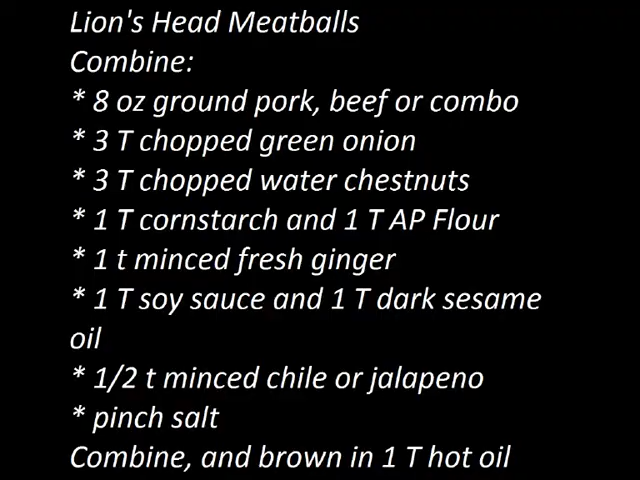 Lion's Head Meatballs
Combine:
* 8 oz ground pork, beef or combo
* 3 T chopped green onion
* 3 T chopped water chestnuts
* 1 T cornstarch and 1 T AP Flour
* 1 t minced fresh ginger
* 1 T soy sauce and 1 T dark sesame
oil
* 1/2 t minced chile or jalapeno
* pinch salt
Combine, and brown in 1 T hot oil